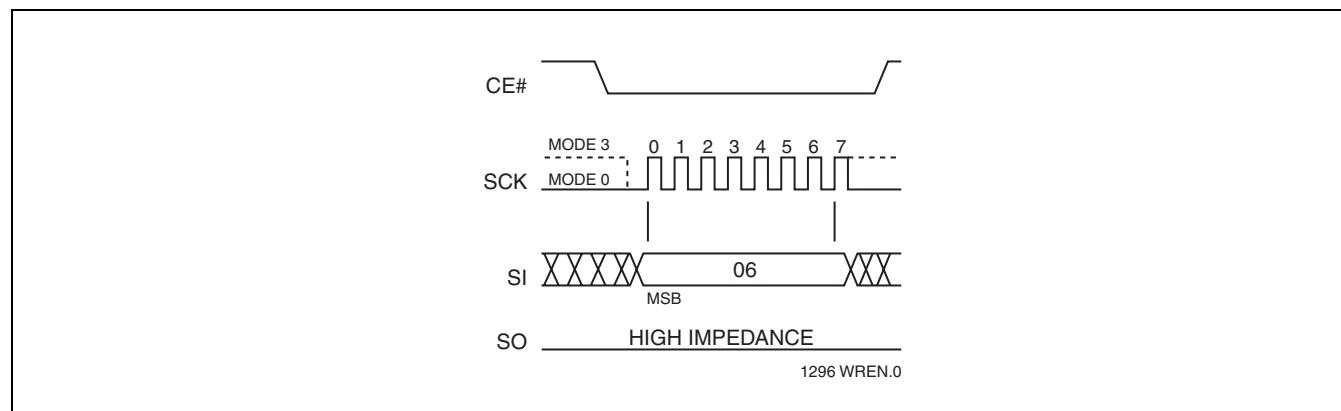 CE#
MODE 3
0 1 2 3 4 5 6 7
SCK
MODE 0
SI
06
MSB
SO
HIGH IMPEDANCE
1296 WREN.0